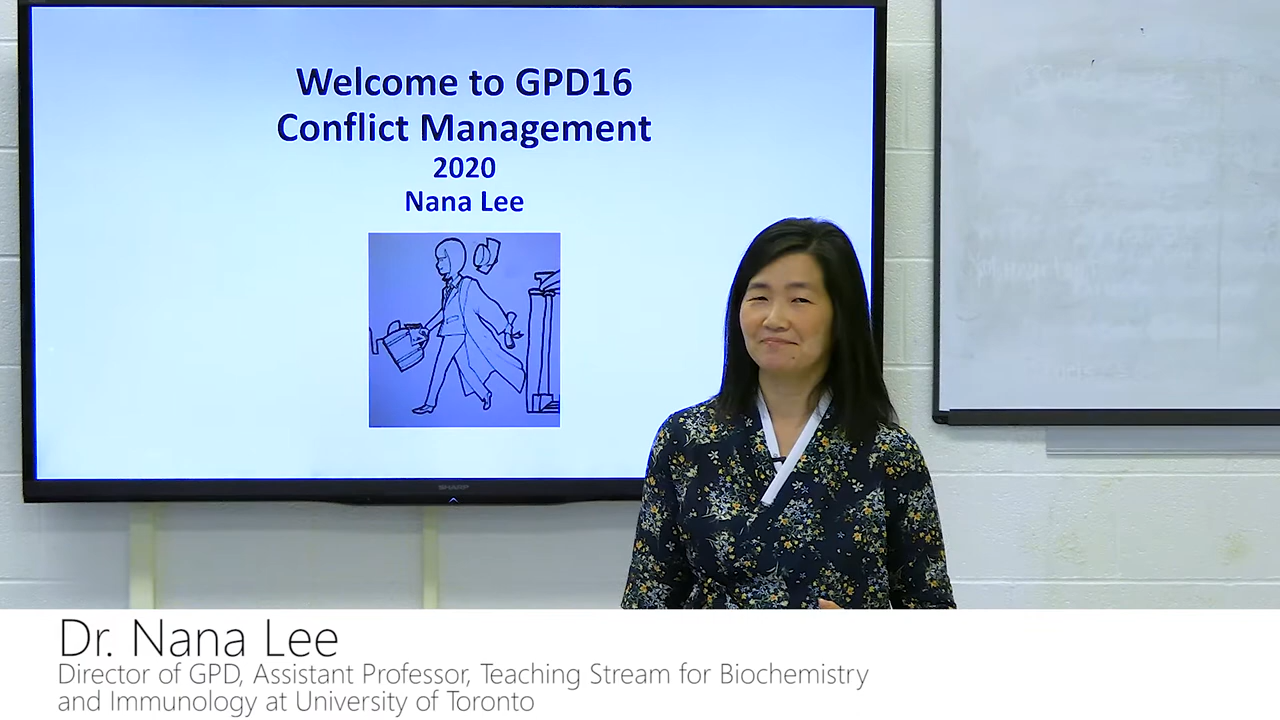 Welcome to GPD16
Conflict Management
2020
Nana Lee
SHARP
Dr. Nana Lee
Director of GPD, Assistant Professor, Teaching Stream for Biochemistry
and Immunology at University of Toronto